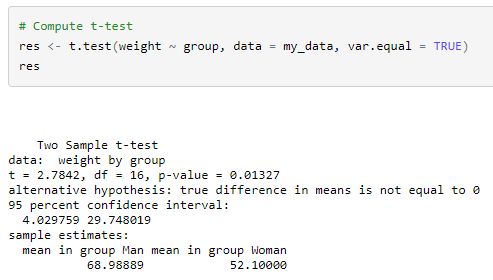 # Compute t-test
res <- t.test(weight ~ group, data = my_data, var.equal = TRUE)
res
Two Sample t-test
data:  weight by group
t = 2.7842, df = 16, p-value = 0.01327
alternative hypothesis: true difference in means is not equal to 0
95 percent confidence interval:
4.029759 29.748019
sample estimates:
mean in group Man mean in group Woman
68.98889 52.10000